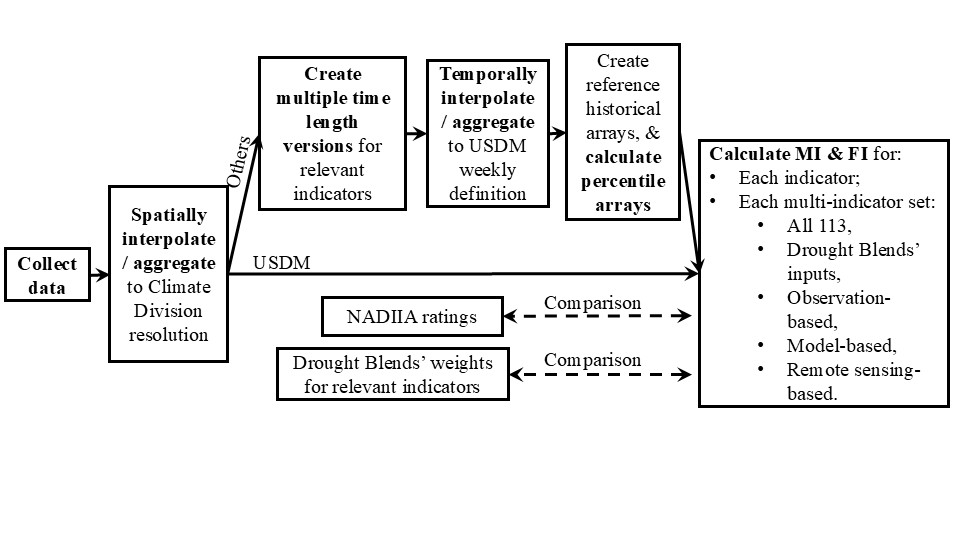 Collect
data
Spatially
interpolate
/ aggregate
to Climate
Division
resolution
Others
USDM
Create
multiple time
length
versions for
relevant
indicators
Temporally
interpolate
/ aggregate
to USDM
weekly
definition
Create
reference
historical
arrays, &
calculate
percentile
arrays
Calculate MI & FI for:
• Each indicator;
• Each multi-indicator set:
• All 113,
• Drought Blends’
inputs,
• Observation-
based,
• Model-based,
• Remote sensing-
based.
NADIIA ratings
Comparison
Drought Blends’ weights
for relevant indicators
Comparison